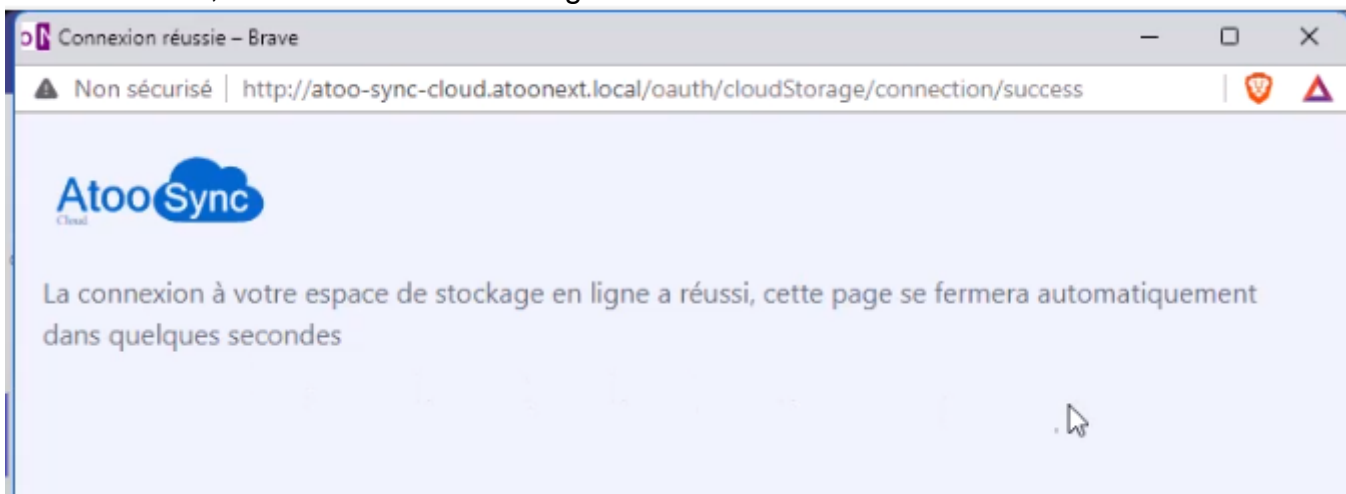 Connexion réussie – Brave
Non sécurisé | http://atoo-sync-cloud.atoonext.local/oauth/cloudStorage/connection/success
Atoo Sync
Cloud
La connexion à votre espace de stockage en ligne a réussi, cette page se fermera automatiquement
dans quelques secondes